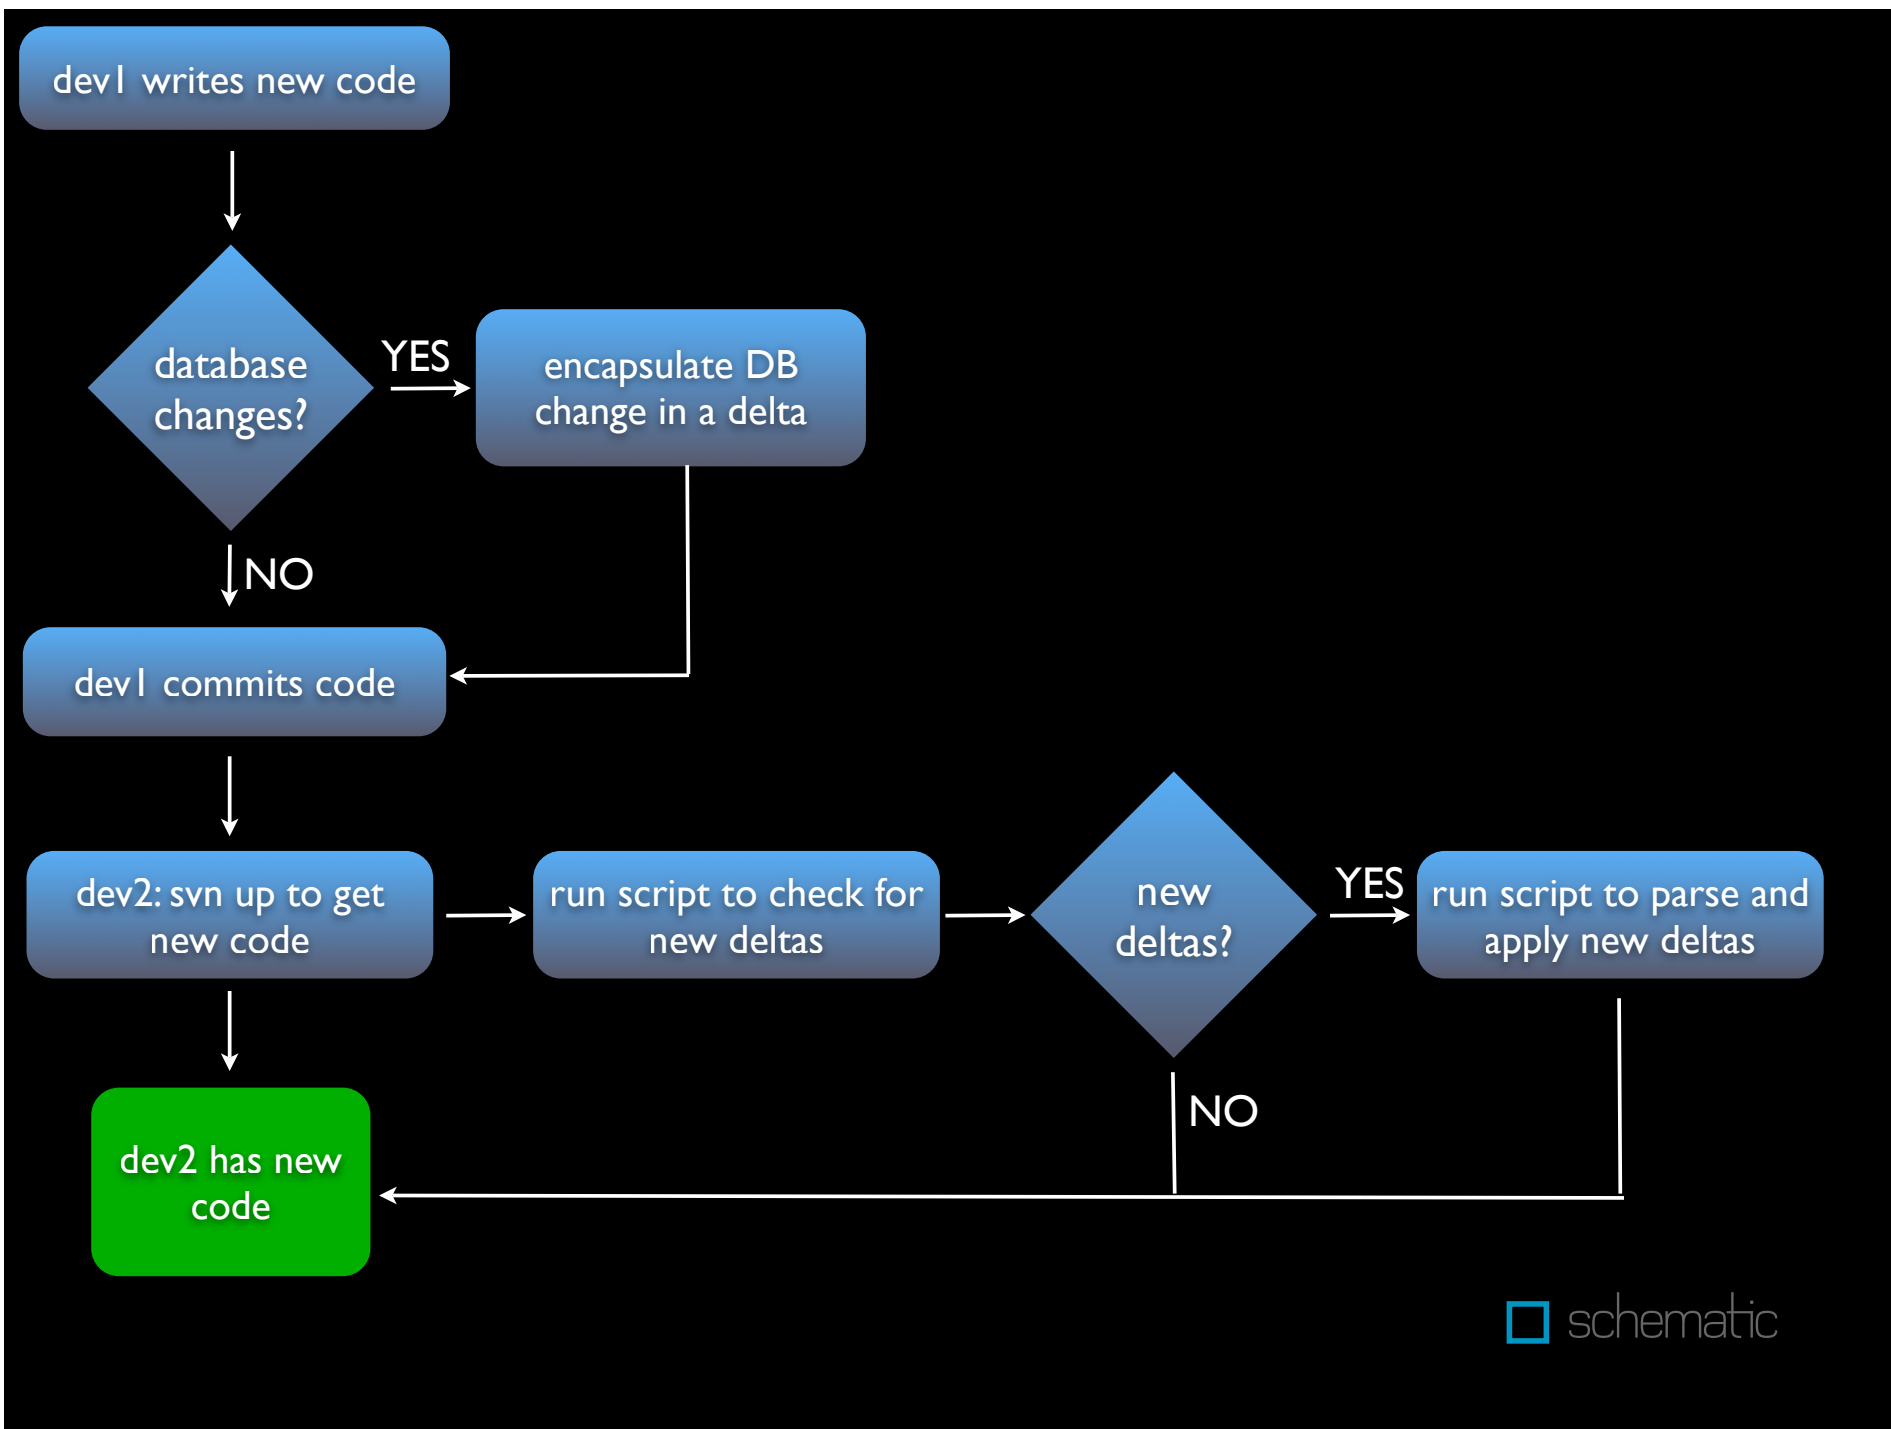 dev1 writes new code
database
changes?
YES
encapsulate DB
change in a delta
NO
dev1 commits code
dev2: svn up to get
new code
run script to check for
new deltas
new
deltas?
YES
run script to parse and
apply new deltas
NO
dev2 has new
code
schematic